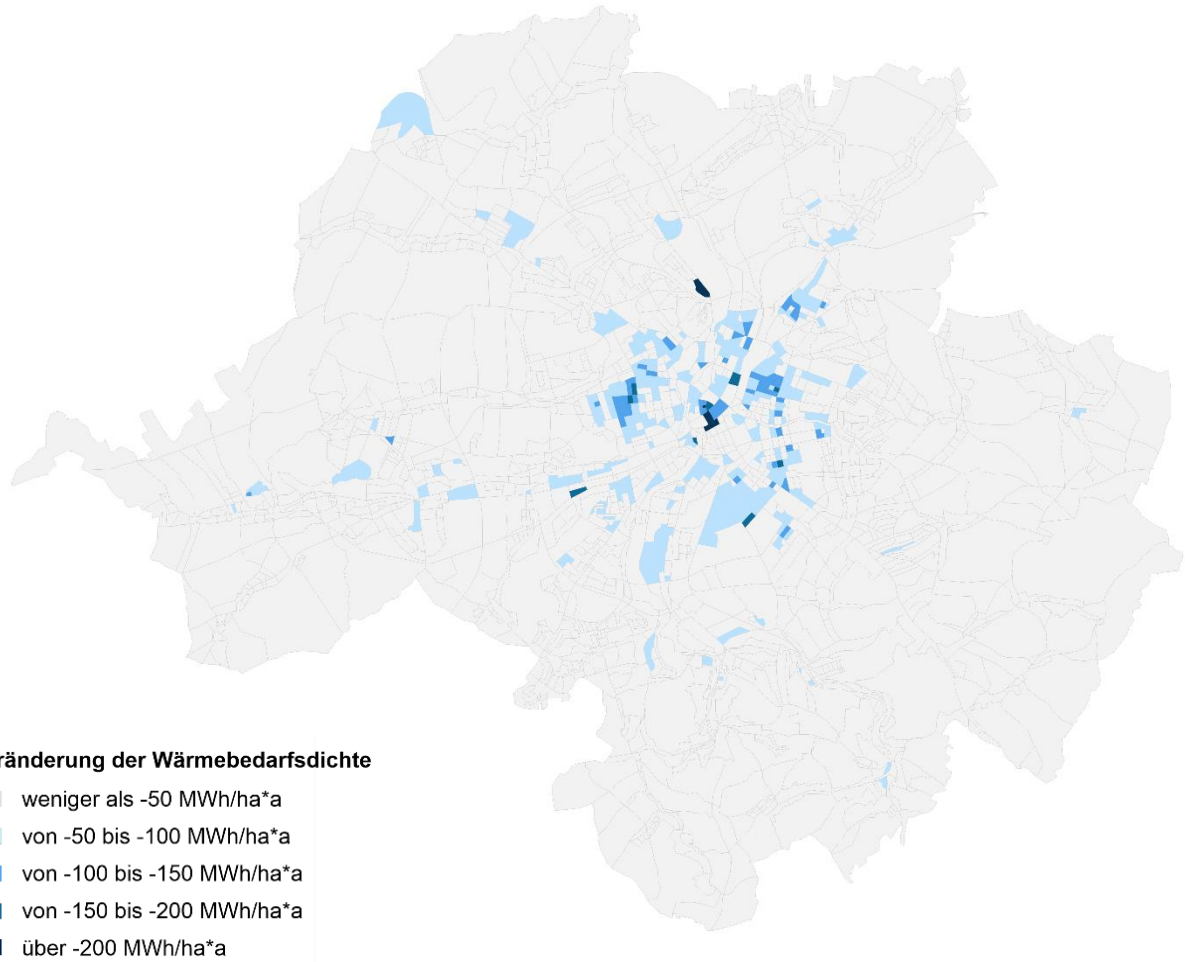 ränderung der Wärmebedarfsdichte
weniger als -50 MWh/ha*a
von -50 bis -100 MWh/ha*a
von -100 bis -150 MWh/ha*a
von -150 bis -200 MWh/ha*a
über -200 MWh/ha*a